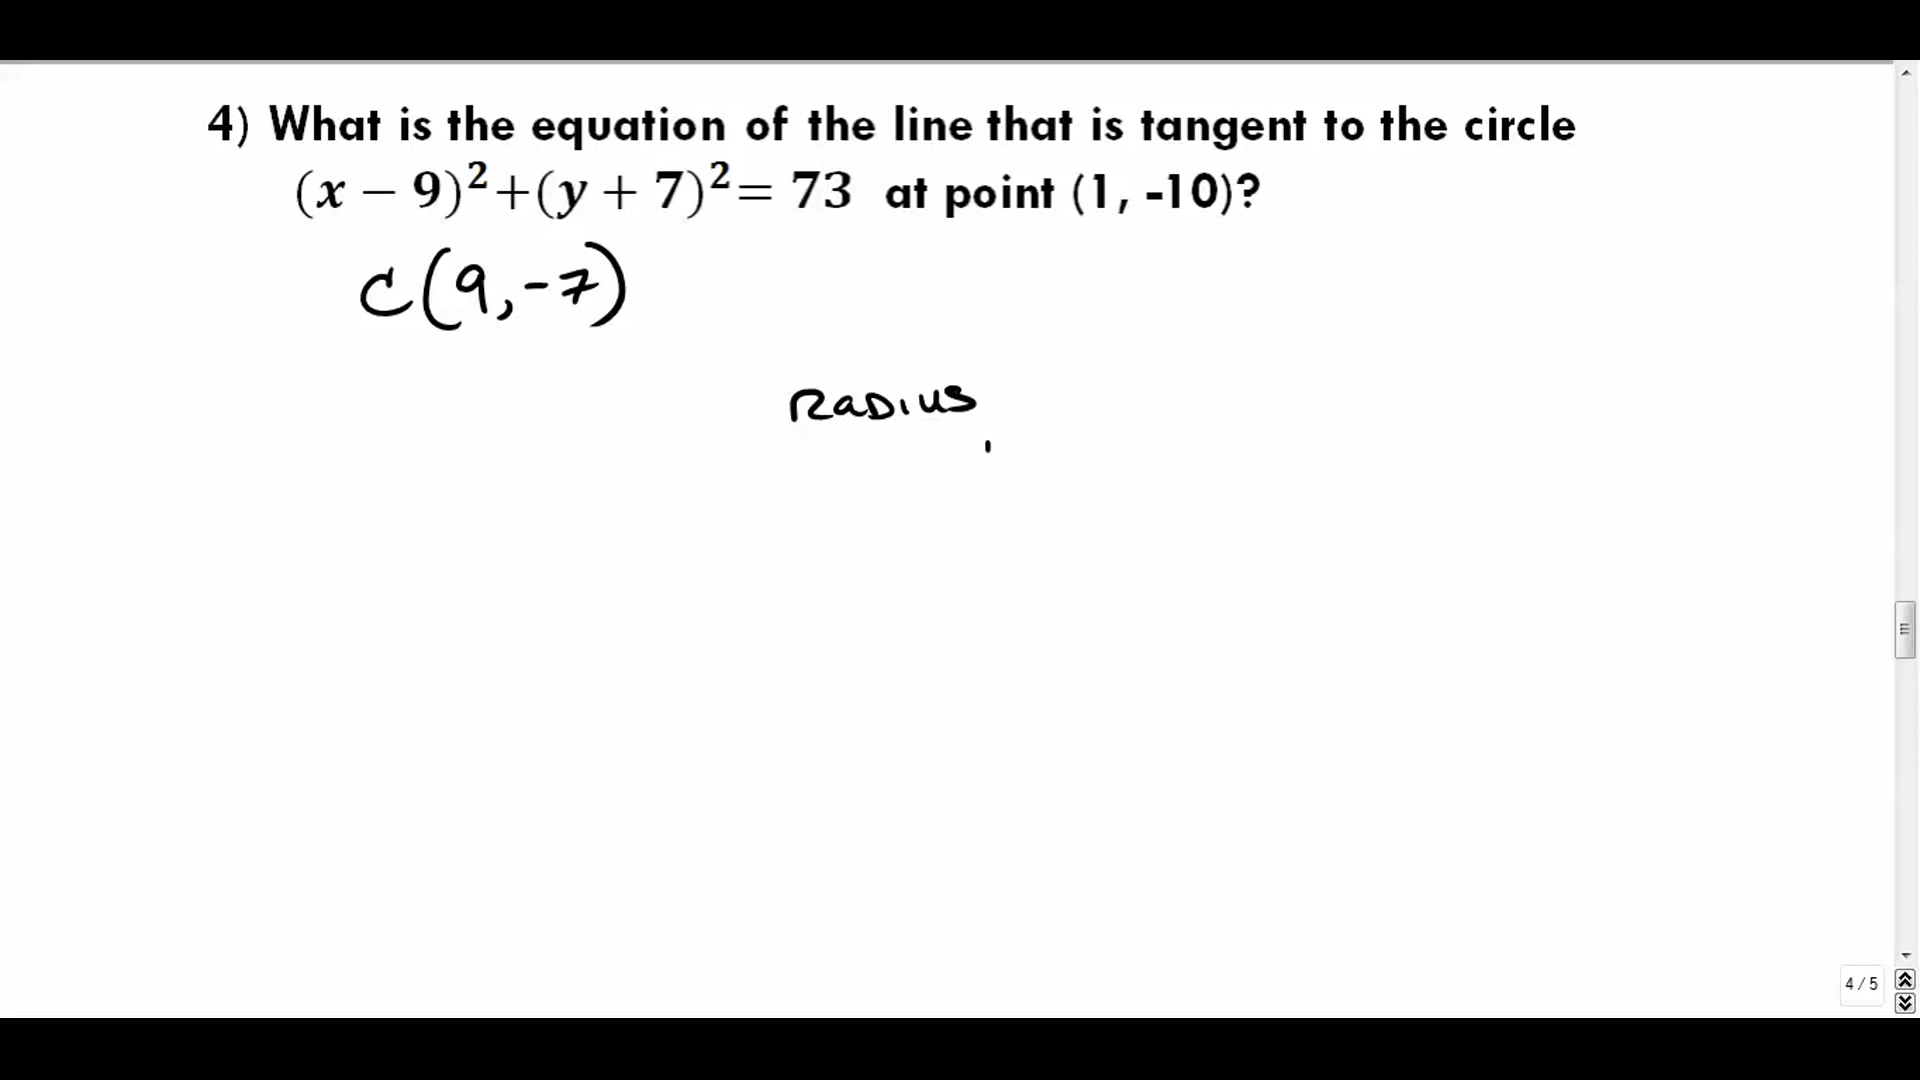 4) What is the equation of the line that is tangent to the circle
(x − 9)²+(y + 7)²= 73 at point (1, -10)?
C(9,-7)
RaDius
4 / 5